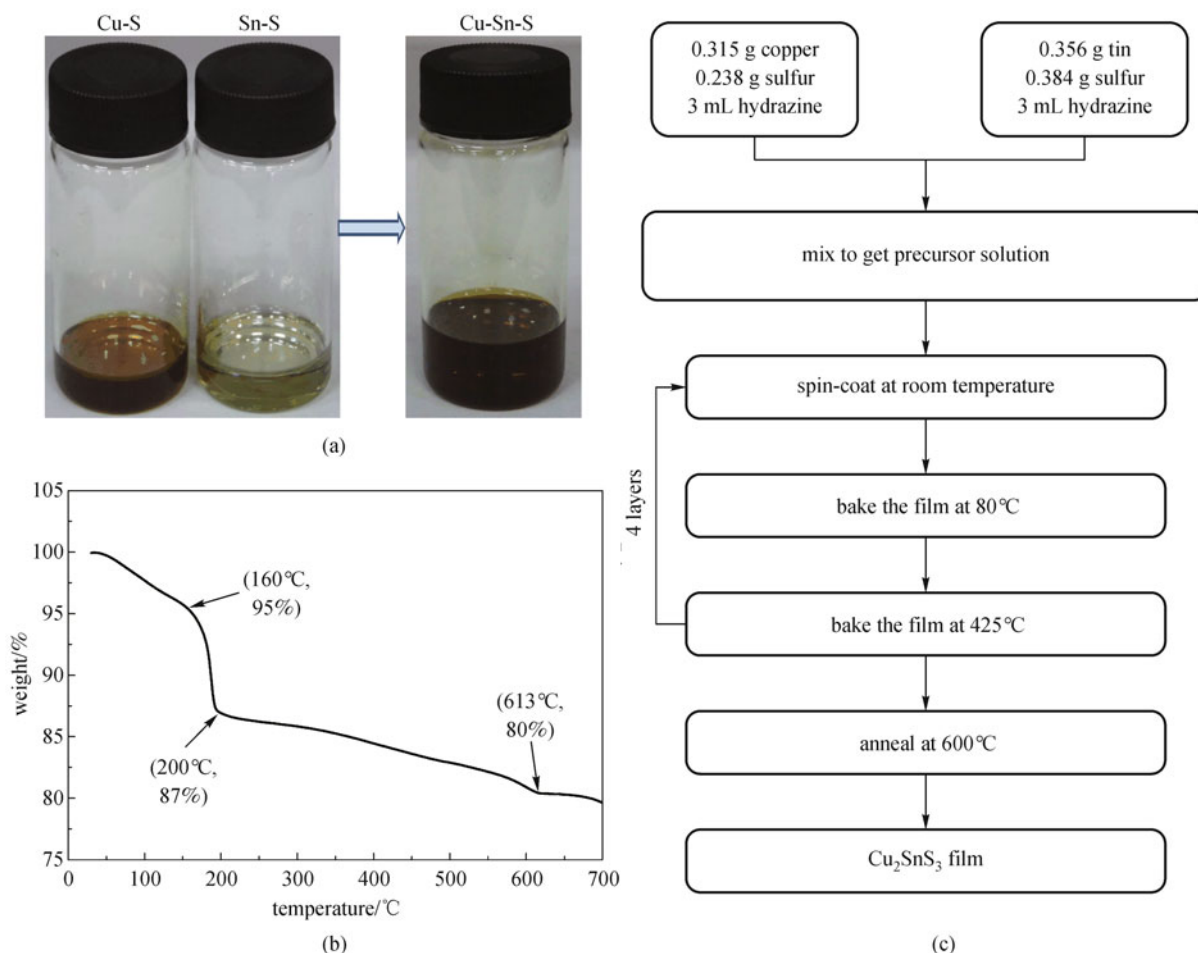 Cu-S
Sn-S
Cu-Sn-S
(a)
105
100
95
90
85
80
75
weight/%
(160℃,
95%)
(200℃,
87%)
(613℃,
80%)
0
100
200
300
400
500
600
700
temperature/℃
(b)
0.315 g copper
0.238 g sulfur
3 mL hydrazine
0.356 g tin
0.384 g sulfur
3 mL hydrazine
mix to get precursor solution
spin-coat at room temperature
4 layers
bake the film at 80℃
bake the film at 425℃
anneal at 600℃
Cu₂SnS₃ film
(c)